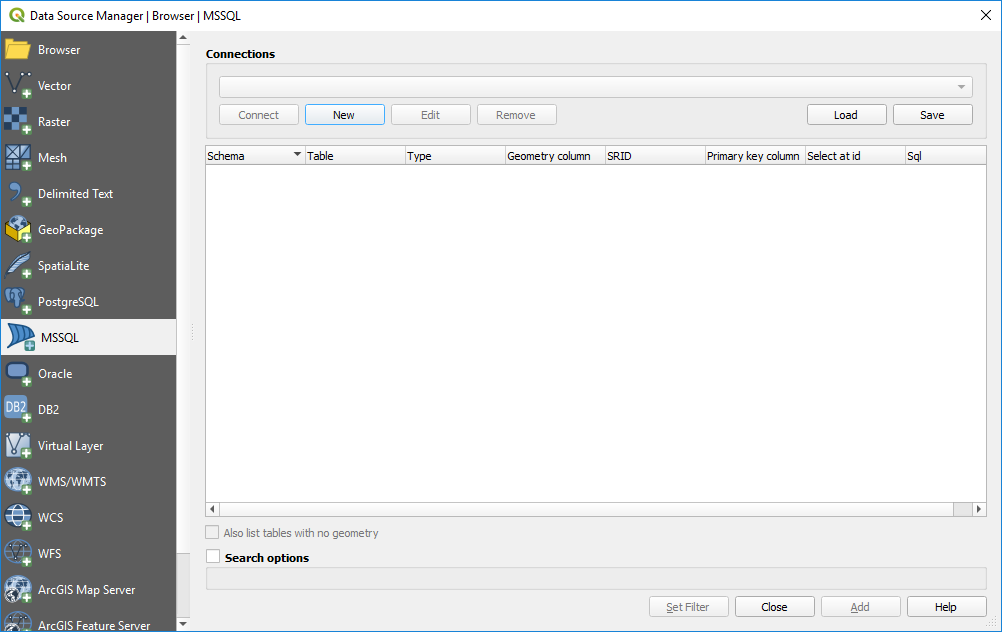 Data Source Manager | Browser | MSSQL
Browser
Vector
Raster
Mesh
Delimited Text
GeoPackage
SpatiaLite
PostgreSQL
MSSQL
Oracle
DB2
DB2
Virtual Layer
WMS/WMTS
WCS
WFS
ArcGIS Map Server
ArcGIS Feature Server
Connections
Connect New Edit Remove Load Save
Schema Table Type Geometry column SRID Primary key column Select at id Sql
Also list tables with no geometry
Search options
Set Filter Close Add Help